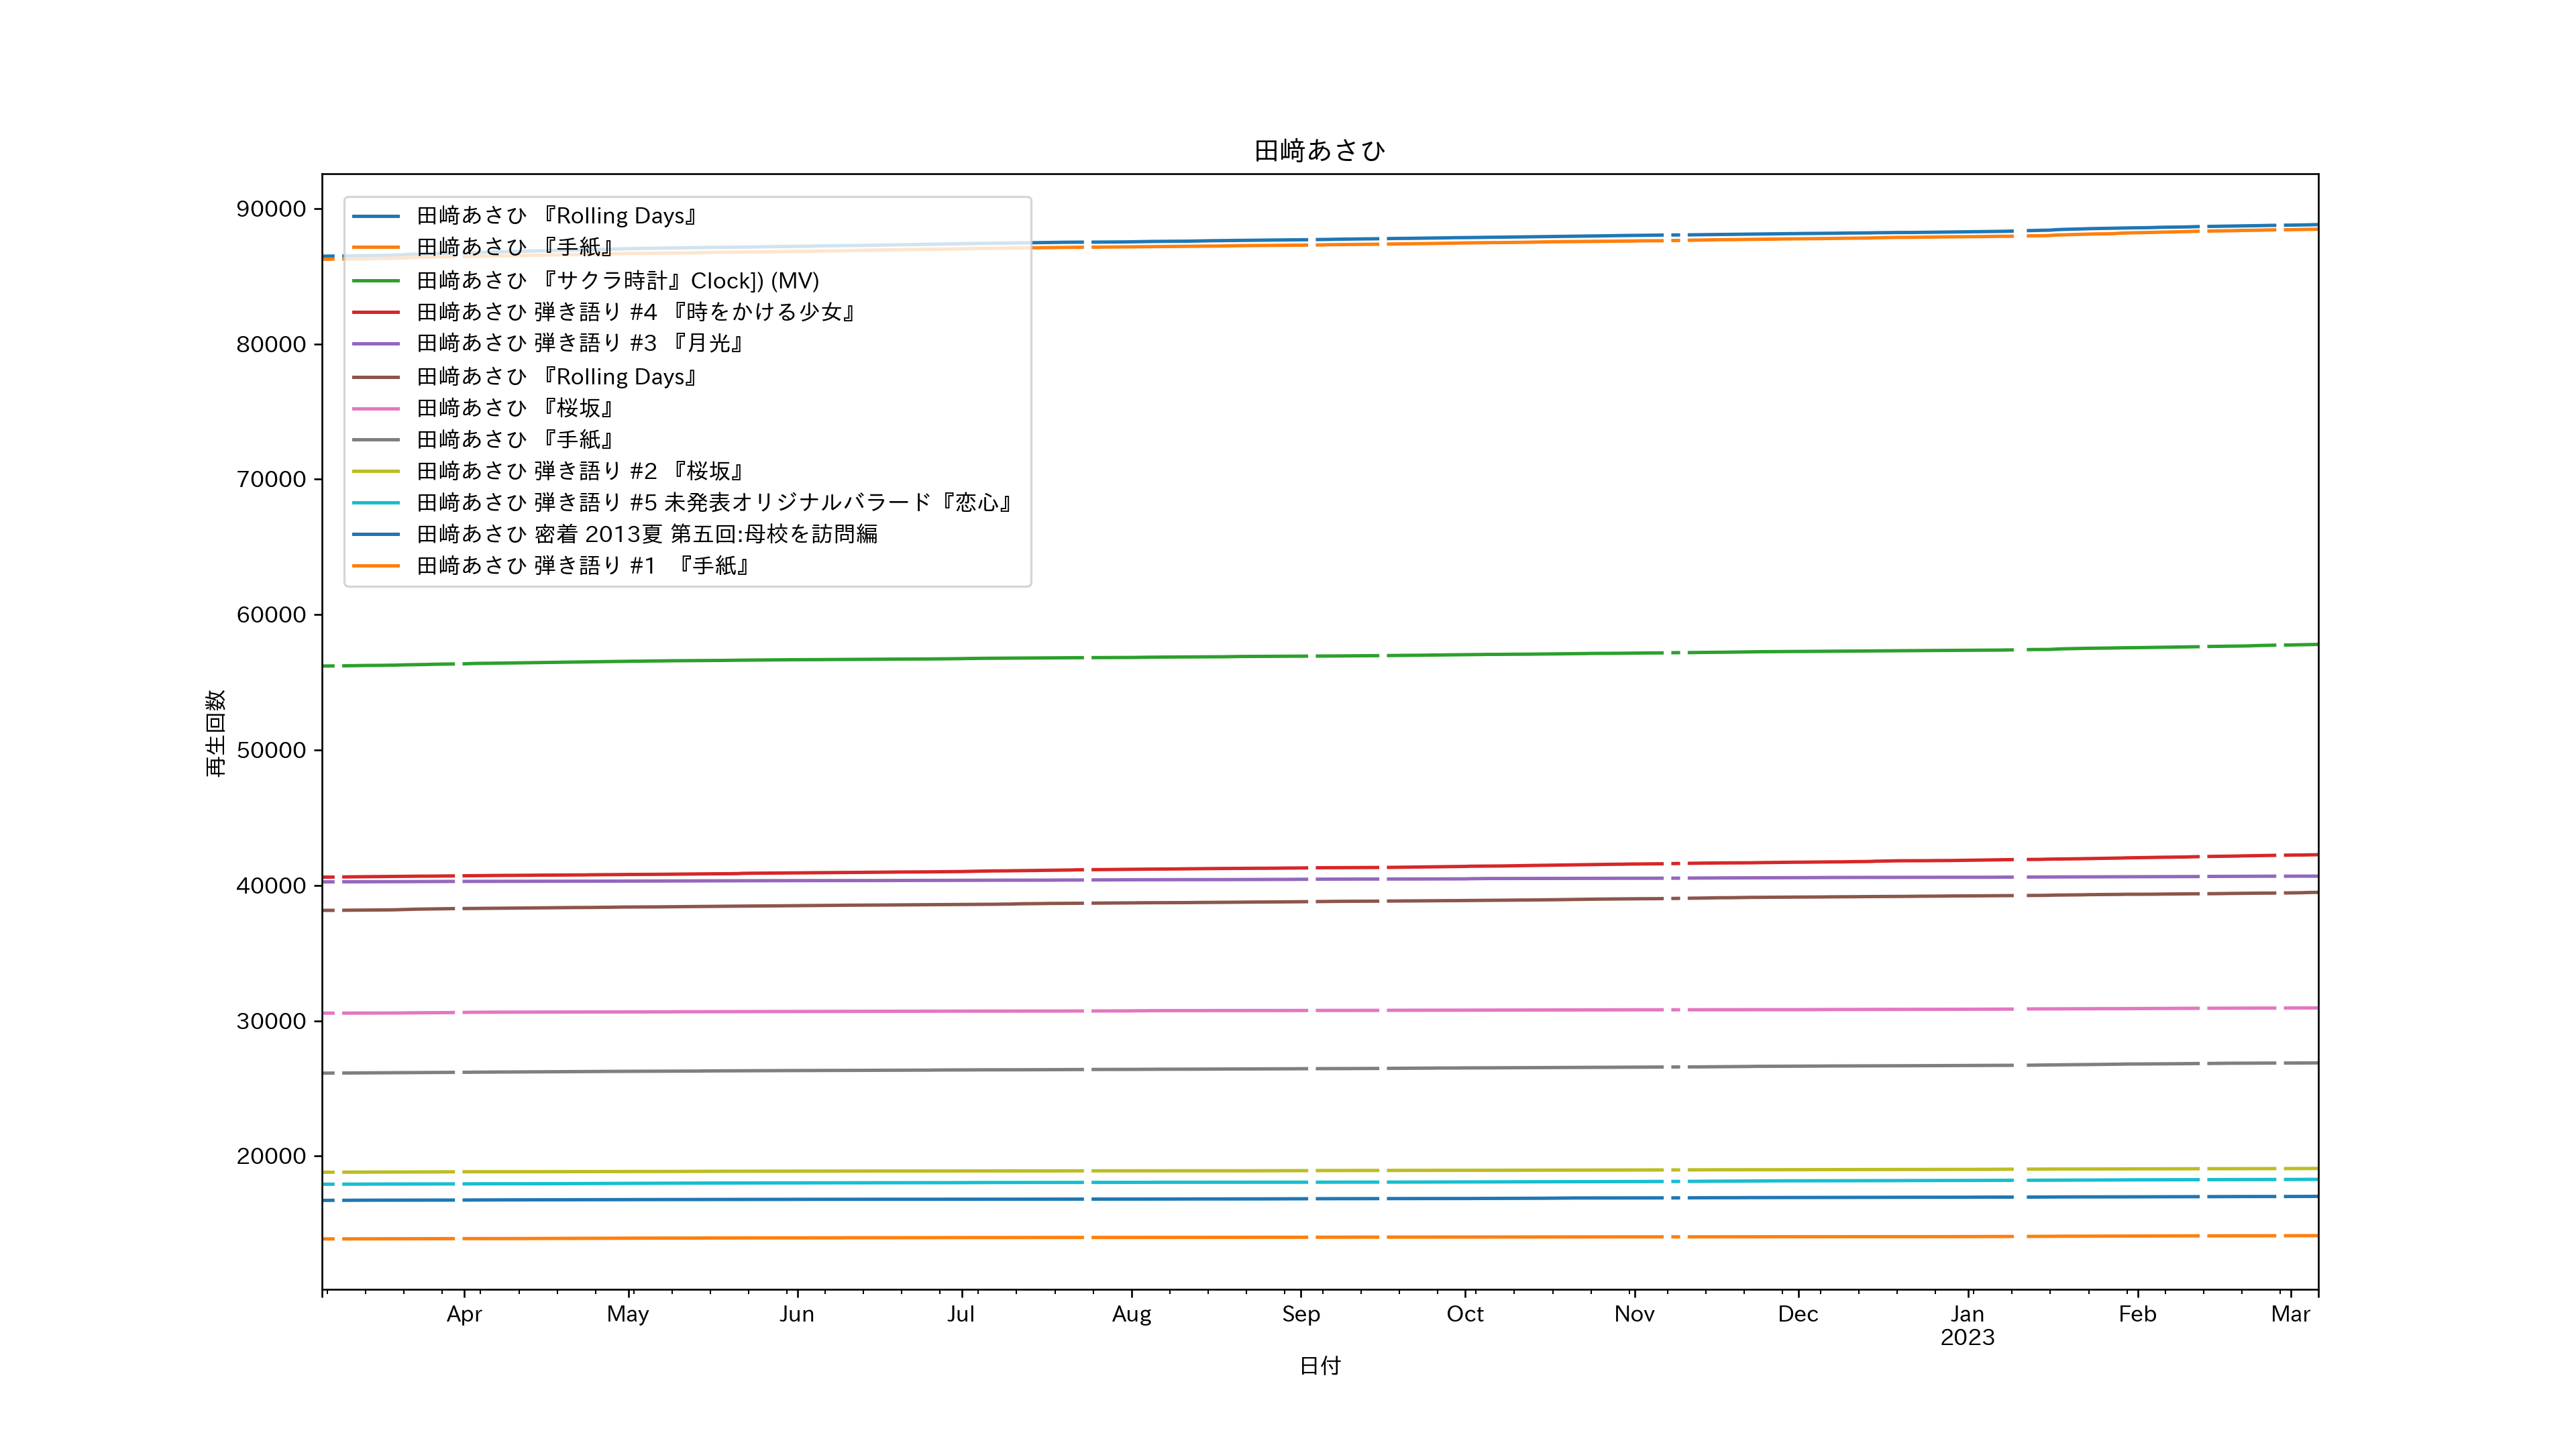 田﨑あさひ
90000
80000
70000
60000
50000
40000
30000
20000
再生回数
田﨑あさひ 『Rolling Days』
田﨑あさひ 『手紙』
田﨑あさひ 『サクラ時計』Clock]) (MV)
田﨑あさひ 弾き語り #4 『時をかける少女』
田﨑あさひ 弾き語り #3 『月光』
田﨑あさひ 『Rolling Days』
田﨑あさひ 『桜坂』
田﨑あさひ 『手紙』
田﨑あさひ 弾き語り #2 『桜坂』
田﨑あさひ 弾き語り #5 未発表オリジナルバラード『恋心』
田﨑あさひ 密着 2013夏 第五回:母校を訪問編
田﨑あさひ 弾き語り #1 『手紙』
Apr May Jun Jul Aug Sep Oct Nov Dec Jan Feb Mar
2023
日付